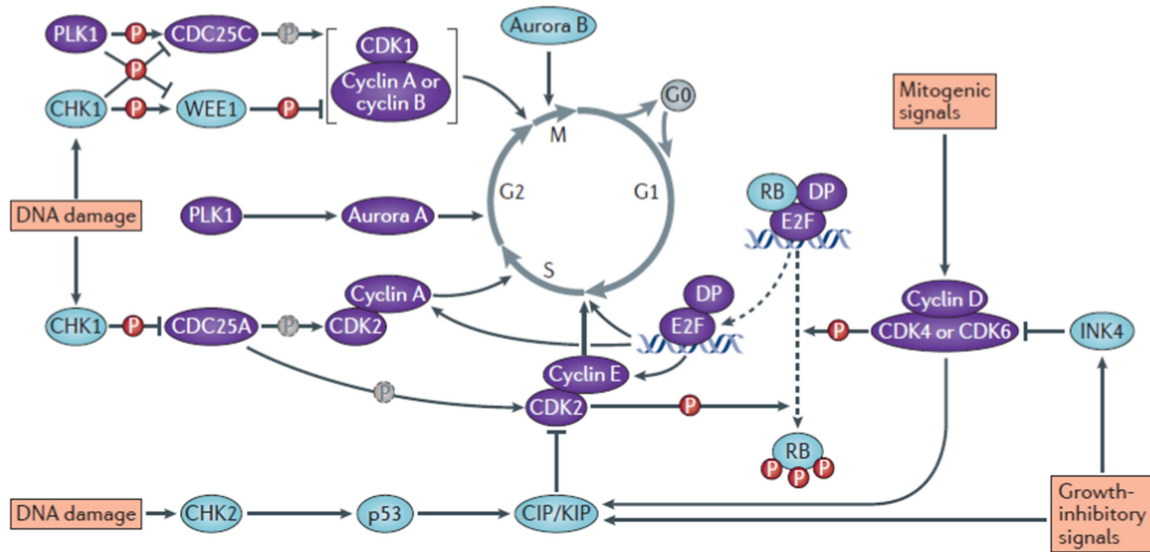 PLK1
P
CDC25C
P
CDK1
Cyclin A or
cyclin B
Aurora B
P
CHK1
P
WEE1
P
M
G0
Mitogenic
signals
G2
G1
RB
DP
E2F
DNA damage
PLK1
Aurora A
S
Cyclin A
CDK2
DP
E2F
Cyclin D
CDK4 or CDK6
P
INK4
CHK1
P
CDC25A
P
P
Cyclin E
CDK2
P
RB
P
P
P
DNA damage
CHK2
p53
CIP/KIP
Growth-
inhibitory
signals